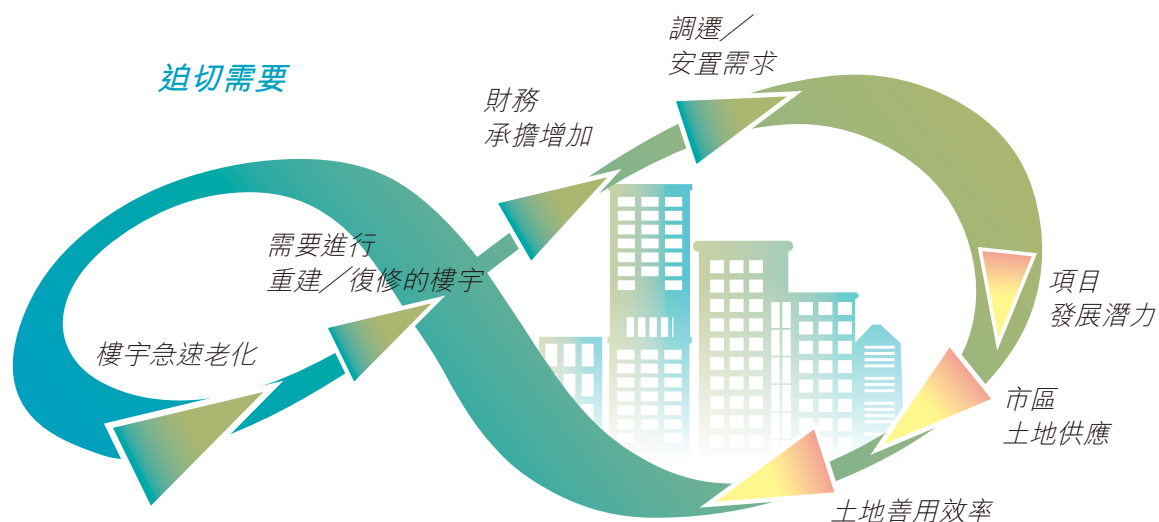 迫切需要
調遷／
安置需求
財務
承擔增加
需要進行
重建／復修的樓宇
樓宇急速老化
項目
發展潛力
市區
土地供應
土地善用效率